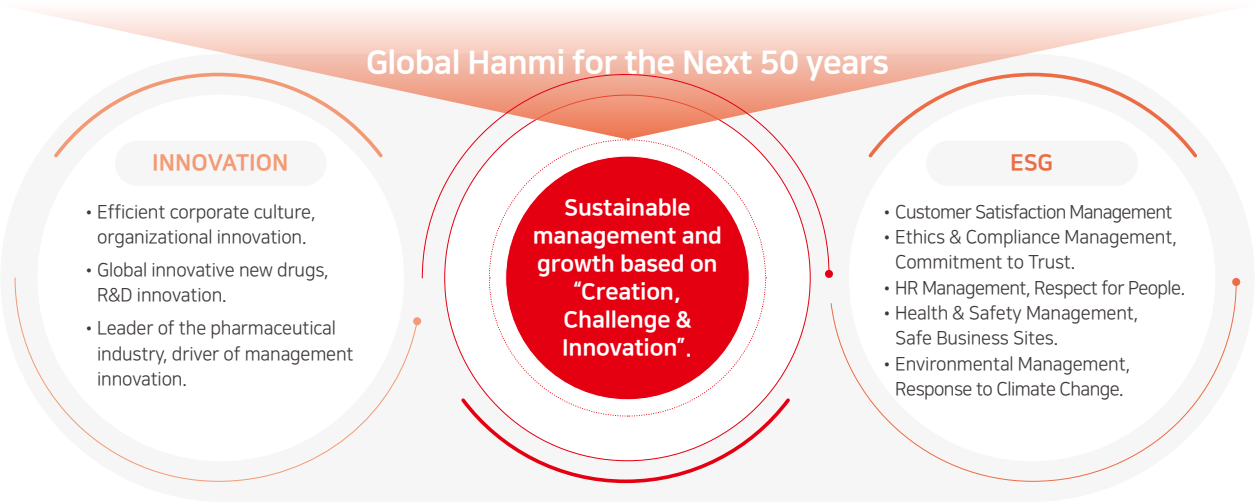 Global Hanmi for the Next 50 years
INNOVATION
• Efficient corporate culture,
organizational innovation.
• Global innovative new drugs,
R&D innovation.
• Leader of the pharmaceutical
industry, driver of management
innovation.
Sustainable
management and
growth based on
“Creation,
Challenge &
Innovation”.
ESG
• Customer Satisfaction Management
• Ethics & Compliance Management,
Commitment to Trust.
• HR Management, Respect for People.
• Health & Safety Management,
Safe Business Sites.
• Environmental Management,
Response to Climate Change.